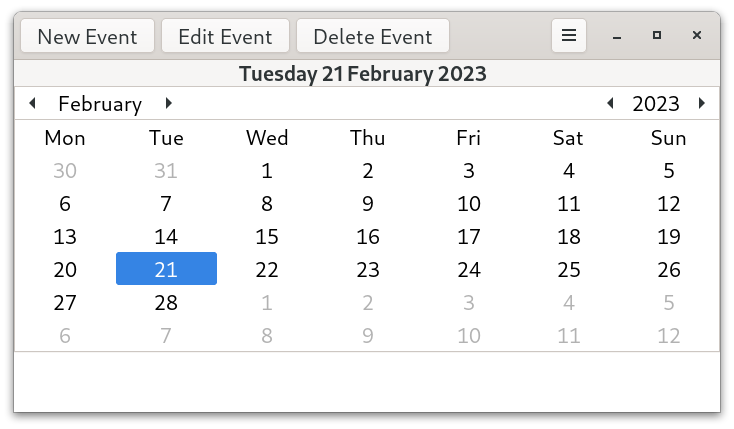 New Event Edit Event Delete Event
Tuesday 21 February 2023
February 2023
Mon Tue Wed Thu Fri Sat Sun
30 31 1 2 3 4 5
6 7 8 9 10 11 12
13 14 15 16 17 18 19
20 21 22 23 24 25 26
27 28 1 2 3 4 5
6 7 8 9 10 11 12